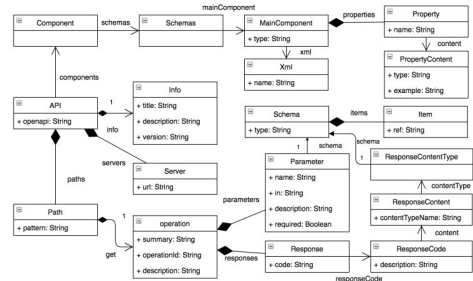 mainComponent
Component
schemas
Schemas
MainComponent
+ type: String
properties
Property
+ name: String
xml
content
Xml
+ name: String
PropertyContent
+ type: String
+ example: String
components
API
+ openapi: String
1
Info
+ title: String
+ description: String
+ version: String
info
servers
Server
+ url: String
Schema
+ type: String
items
Item
+ ref: String
1
schema
schema
1
ResponseContentType
paths
Parameter
+ name: String
+ in: String
+ description: String
+ required: Boolean
parameters
contentType
ResponseContent
+ contentTypeName: String
Path
+ pattern: String
1
get
operation
+ summary: String
+ operationId: String
+ description: String
responses
Response
+ code: String
content
ResponseCode
+ description: String
responseCode